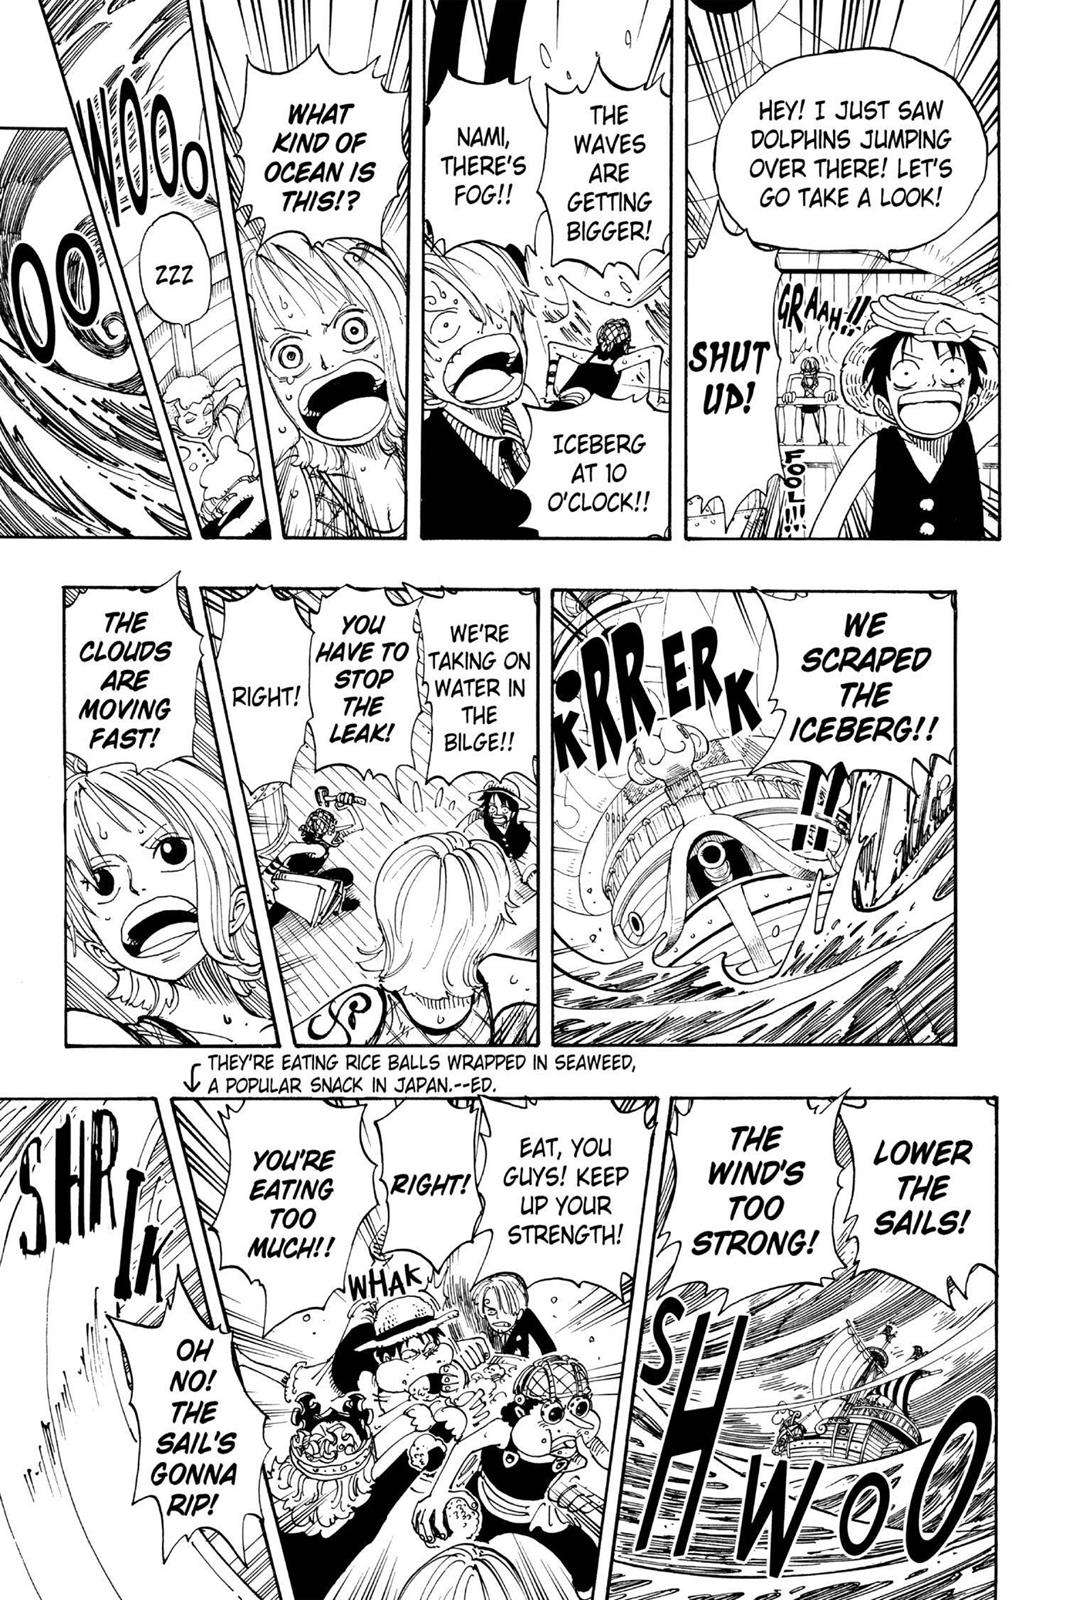 HEY! I JUST SAW
DOLPHINS JUMPING
OVER THERE! LET'S
GO TAKE A LOOK!
GRAAH!!
SHUT
UP!
FOOL!!!
THE
WAVES
ARE
GETTING
BIGGER!
NAMI,
THERE'S
FOG!!
ICEBERG
AT 10
O'CLOCK!!
WHAT
KIND OF
OCEAN IS
THIS!?
ZZZ
WOOO
OO
WE
SCRAPED
THE
ICEBERG!!
KRRRERK
!!
WE'RE
TAKING ON
WATER IN
THE
BILGE!!
YOU
HAVE TO
STOP
THE
LEAK!
RIGHT!
THE
CLOUDS
ARE
MOVING
FAST!
THEY'RE EATING RICE BALLS WRAPPED IN SEAWEED,
A POPULAR SNACK IN JAPAN.--ED.
LOWER
THE
SAILS!
THE
WIND'S
TOO
STRONG!
SHWOO
EAT, YOU
GUYS! KEEP
UP YOUR
STRENGTH!
RIGHT!
YOU'RE
EATING
TOO
MUCH!!
WHAK
SHRIK
OH
NO!
THE
SAIL'S
GONNA
RIP!